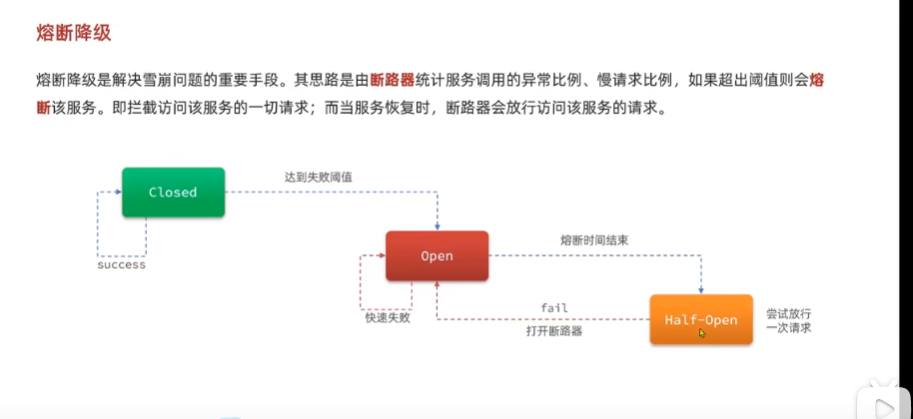 熔断降级
熔断降级是解决雪崩问题的重要手段。其思路是由断路器统计服务调用的异常比例、慢请求比例，如果超出阈值则会熔
断该服务。即拦截访问该服务的一切请求；而当服务恢复时，断路器会放行访问该服务的请求。
达到失败阈值
Closed
success
Open
熔断时间结束
快速失败
fail
打开断路器
Half-Open
尝试放行
一次请求